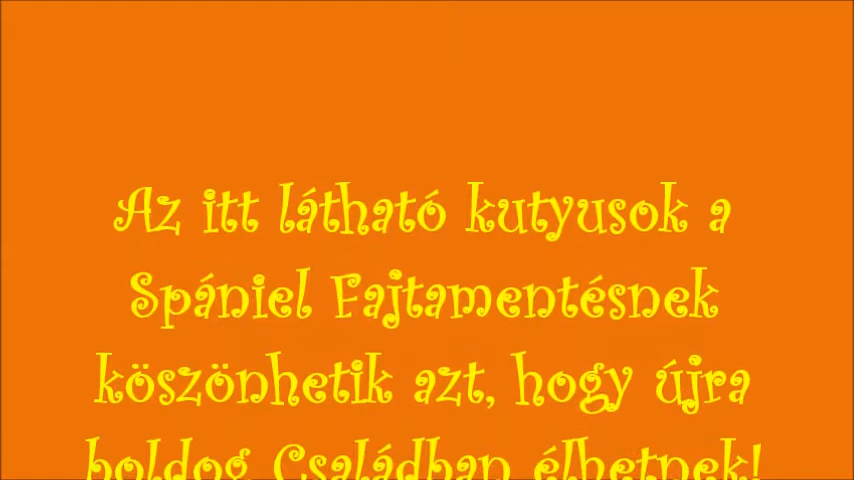 Az itt látható kutyusok a
Spániel Fajtamentésnek
köszönhetik azt, hogy újra
boldog Családban élhetnek!